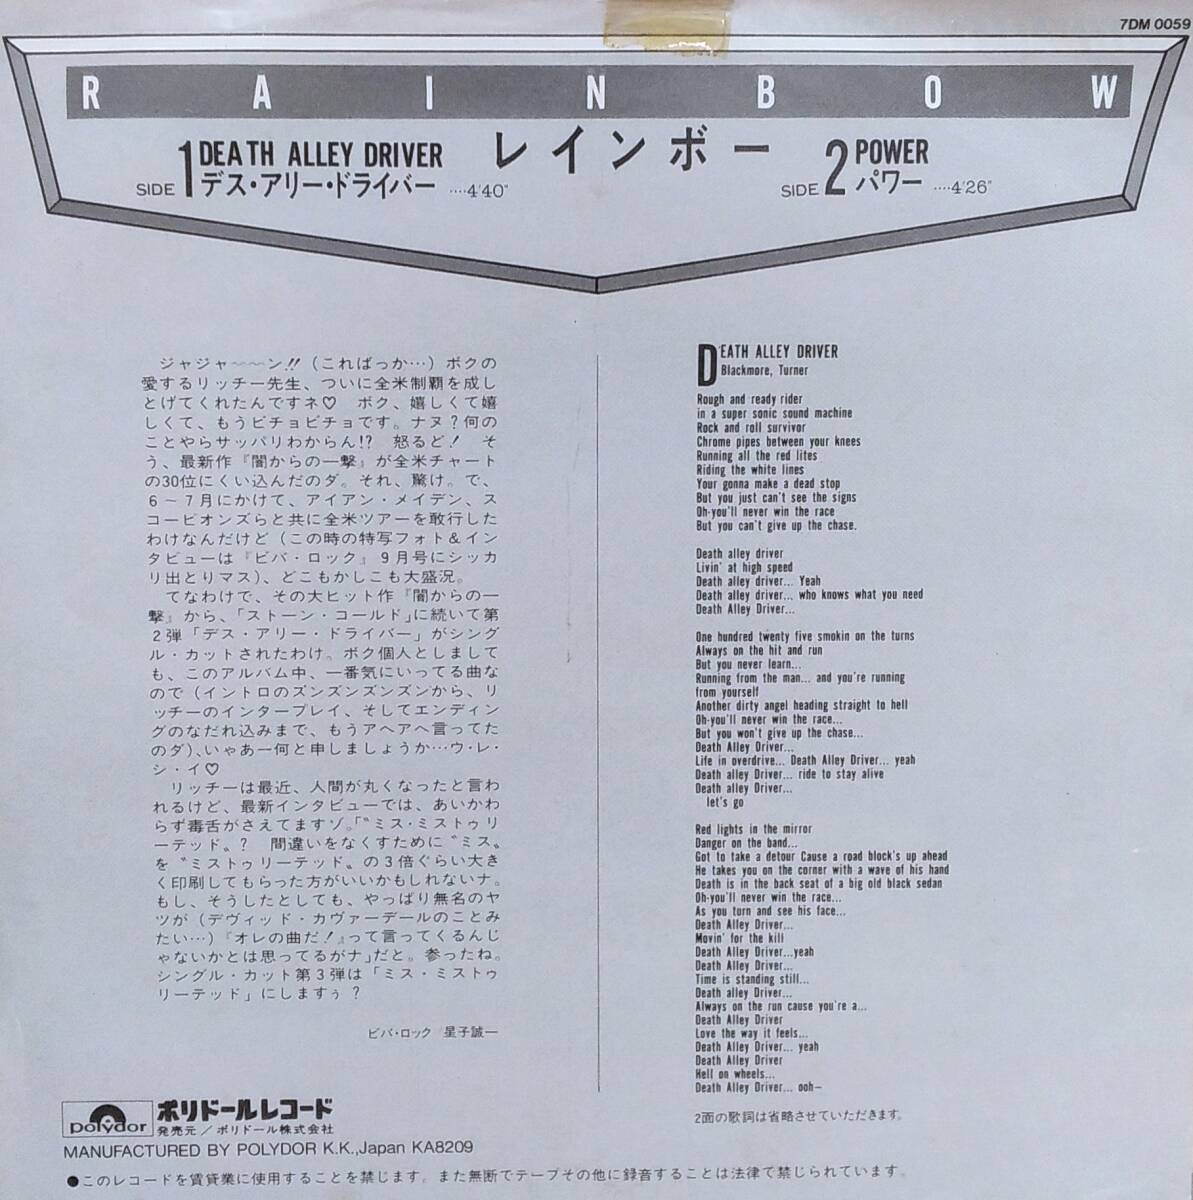 7DM 0059
RAINBOW
レインボー
SIDE 1 DEATH ALLEY DRIVER
デス・アリー・ドライバー ‥‥4'40"
SIDE 2 POWER
パワー ‥‥4'26"
ジャジャ〜〜〜ン!!（こればっか…）ボクの
愛するリッチー先生、ついに全米制覇を成し
とげてくれたんですネ♡　ボク、嬉しくて嬉
しくて、もうビチョビチョです。ナヌ？何の
ことやらサッパリわからん!?　怒るど！　そ
う、最新作『闇からの一撃』が全米チャート
の30位にくい込んだのダ。それ、驚け。で、
6〜7月にかけて、アイアン・メイデン、ス
コーピオンズらと共に全米ツアーを敢行した
わけなんだけど（この時の特写フォト＆イン
タビューは『ビバ・ロック』9月号にシッカ
リ出とりマス）、どこもかしこも大盛況。
てなわけで、その大ヒット作『闇からの一
撃』から、「ストーン・コールド」に続いて第
2弾「デス・アリー・ドライバー」がシング
ル・カットされたわけ。ボク個人としまして
も、このアルバム中、一番気にいってる曲な
ので（イントロのズンズンズンズンから、リ
ッチーのインタープレイ、そしてエンディン
グのなだれ込みまで、もうアヘアヘ言ってた
のダ）、いやあー何と申しましょうか…ウ・レ・
シ・イ♡
リッチーは最近、人間が丸くなったと言わ
れるけど、最新インタビューでは、あいかわ
らず毒舌がさえてますゾ。「〝ミス・ミストゥリ
ーテッド〟？　間違いをなくすために〝ミス〟
を〝ミストゥリーテッド〟の3倍ぐらい大き
く印刷してもらった方がいいかもしれないナ。
もし、そうしたとしても、やっぱり無名のヤ
ツが（デヴィッド・カヴァーデールのことみ
たい…）『オレの曲だ！』って言ってくるんじ
ゃないかとは思ってるがナ」だと。参ったね。
シングル・カット第3弾は「ミス・ミストゥ
リーテッド」にしますぅ？
ビバ・ロック　星子誠一
DEATH ALLEY DRIVER
Blackmore, Turner
Rough and ready rider
in a super sonic sound machine
Rock and roll survivor
Chrome pipes between your knees
Running all the red lites
Riding the white lines
Your gonna make a dead stop
But you just can't see the signs
Oh-you'll never win the race
But you can't give up the chase.
Death alley driver
Livin' at high speed
Death alley driver... Yeah
Death alley driver... who knows what you need
Death Alley Driver...
One hundred twenty five smokin on the turns
Always on the hit and run
But you never learn...
Running from the man... and you're running
from yourself
Another dirty angel heading straight to hell
Oh-you'll never win the race...
But you won't give up the chase...
Death Alley Driver...
Life in overdrive... Death Alley Driver... yeah
Death alley Driver... ride to stay alive
Death alley Driver...
let's go
Red lights in the mirror
Danger on the band...
Got to take a detour Cause a road block's up ahead
He takes you on the corner with a wave of his hand
Death is in the back seat of a big old black sedan
Oh-you'll never win the race...
As you turn and see his face...
Death Alley Driver...
Movin' for the kill
Death Alley Driver...yeah
Death Alley Driver...
Time is standing still...
Death alley Driver...
Always on the run cause you're a...
Death Alley Driver
Love the way it feels...
Death Alley Driver... yeah
Death Alley Driver
Hell on wheels...
Death Alley Driver... ooh—
2面の歌詞は省略させていただきます。
polydor
ポリドールレコード
発売元／ポリドール株式会社
MANUFACTURED BY POLYDOR K.K.,Japan KA8209
●このレコードを賃貸業に使用することを禁じます。また無断でテープその他に録音することは法律で禁じられています。